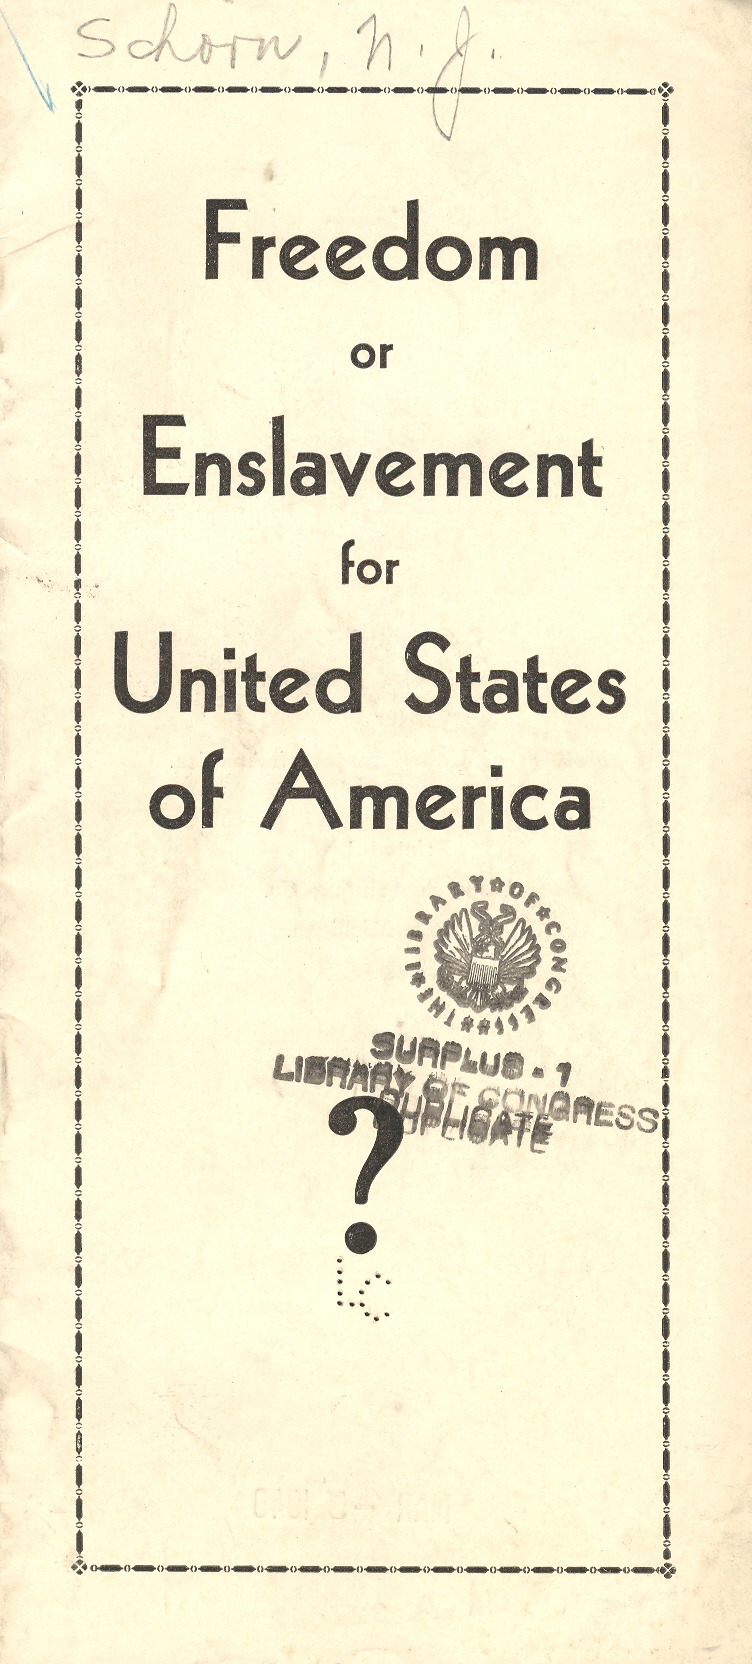 Schorn, N.J.
Freedom
or
Enslavement
for
United States
of America
THE ★ LIBRARY ★ OF ★ CONGRESS ★
SURPLUS - 1
LIBRARY OF CONGRESS
DUPLICATE
?
LC